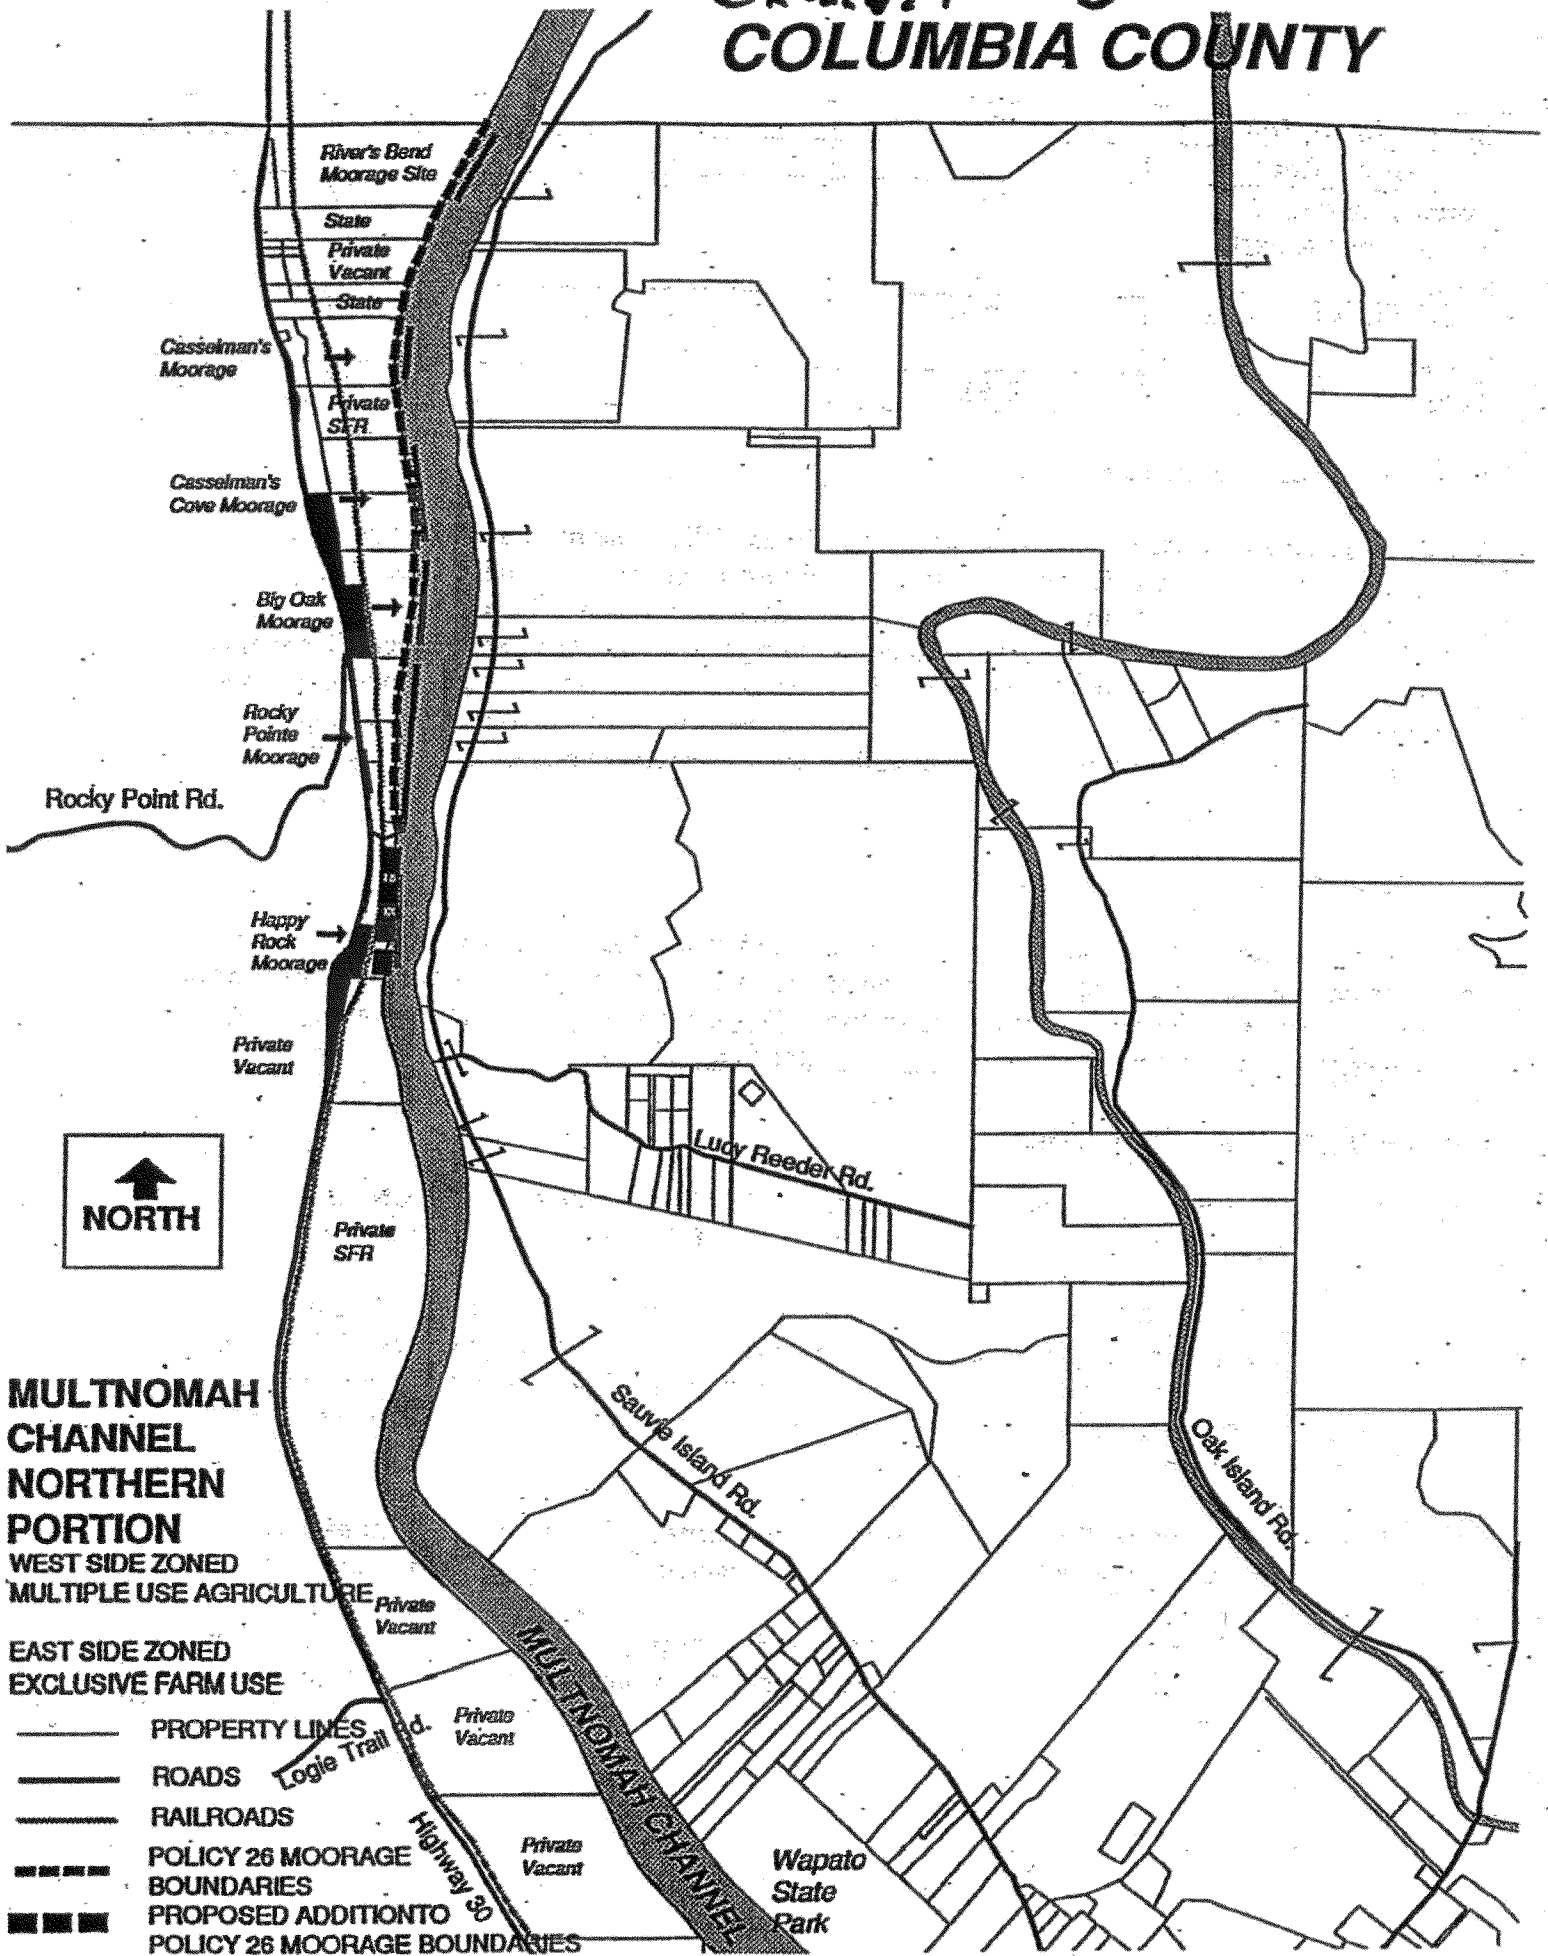 COLUMBIA COUNTY
River's Bend
Moorage Site
State
Private
Vacant
State
Casselman's
Moorage
Private
SFR
Casselman's
Cove Moorage
Big Oak
Moorage
Rocky
Pointe
Moorage
Rocky Point Rd.
Happy
Rock
Moorage
Private
Vacant
NORTH
Lucy Reeder Rd.
Private
SFR
Sauvie Island Rd.
Oak Island Rd.
MULTNOMAH
CHANNEL
NORTHERN
PORTION
WEST SIDE ZONED
MULTIPLE USE AGRICULTURE
EAST SIDE ZONED
EXCLUSIVE FARM USE
PROPERTY LINES
ROADS
RAILROADS
POLICY 26 MOORAGE
BOUNDARIES
PROPOSED ADDITIONTO
POLICY 26 MOORAGE BOUNDARIES
Private
Vacant
Logie Trail Rd.
Private
Vacant
Highway 30
Private
Vacant
MULTNOMAH CHANNEL
Wapato
State
Park